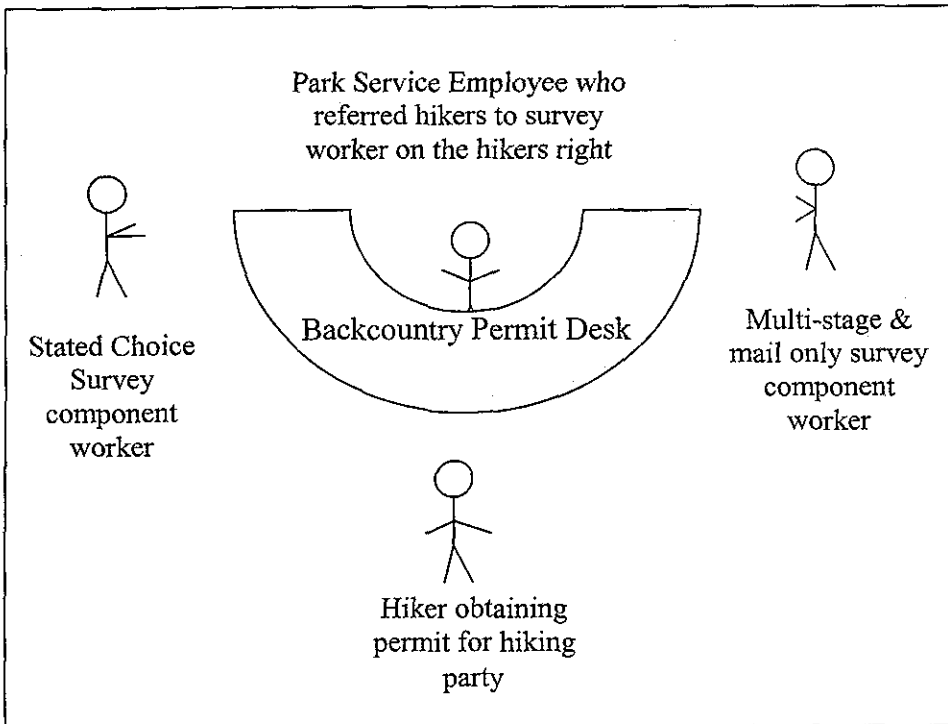 Park Service Employee who
referred hikers to survey
worker on the hikers right
Stated Choice
Survey
component
worker
Backcountry Permit Desk
Multi-stage &
mail only survey
component
worker
Hiker obtaining
permit for hiking
party